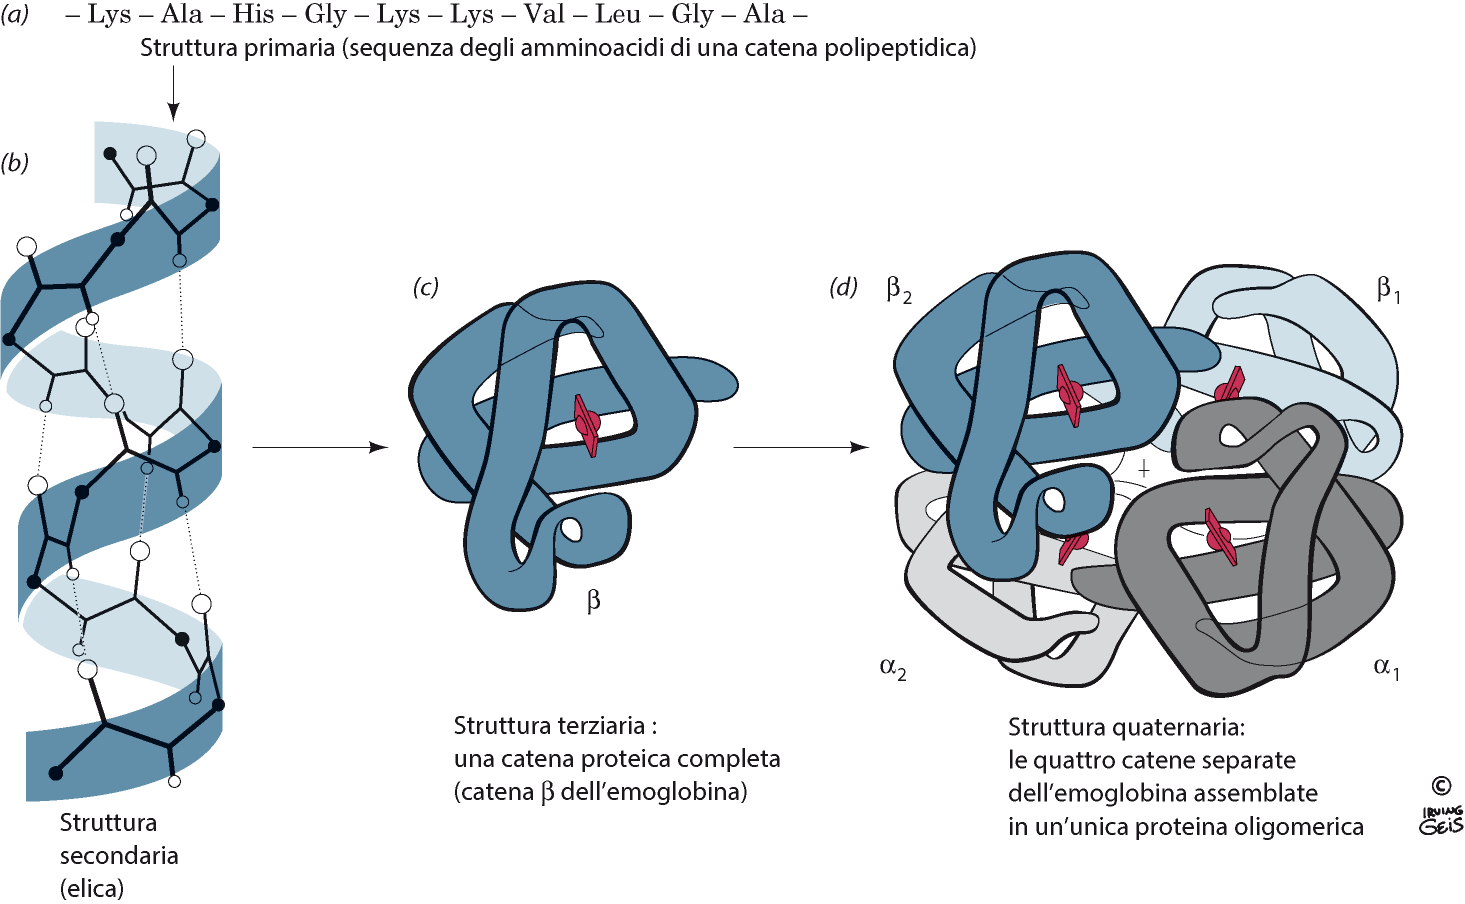 (a) – Lys – Ala – His – Gly – Lys – Lys – Val – Leu – Gly – Ala –
Struttura primaria (sequenza degli amminoacidi di una catena polipeptidica)
(b)
Struttura
secondaria
(elica)
(c)
β
Struttura terziaria :
una catena proteica completa
(catena β dell’emoglobina)
(d)
β2
β1
α2
α1
Struttura quaternaria:
le quattro catene separate
dell’emoglobina assemblate
in un’unica proteina oligomerica
©
IRVING
GEIS